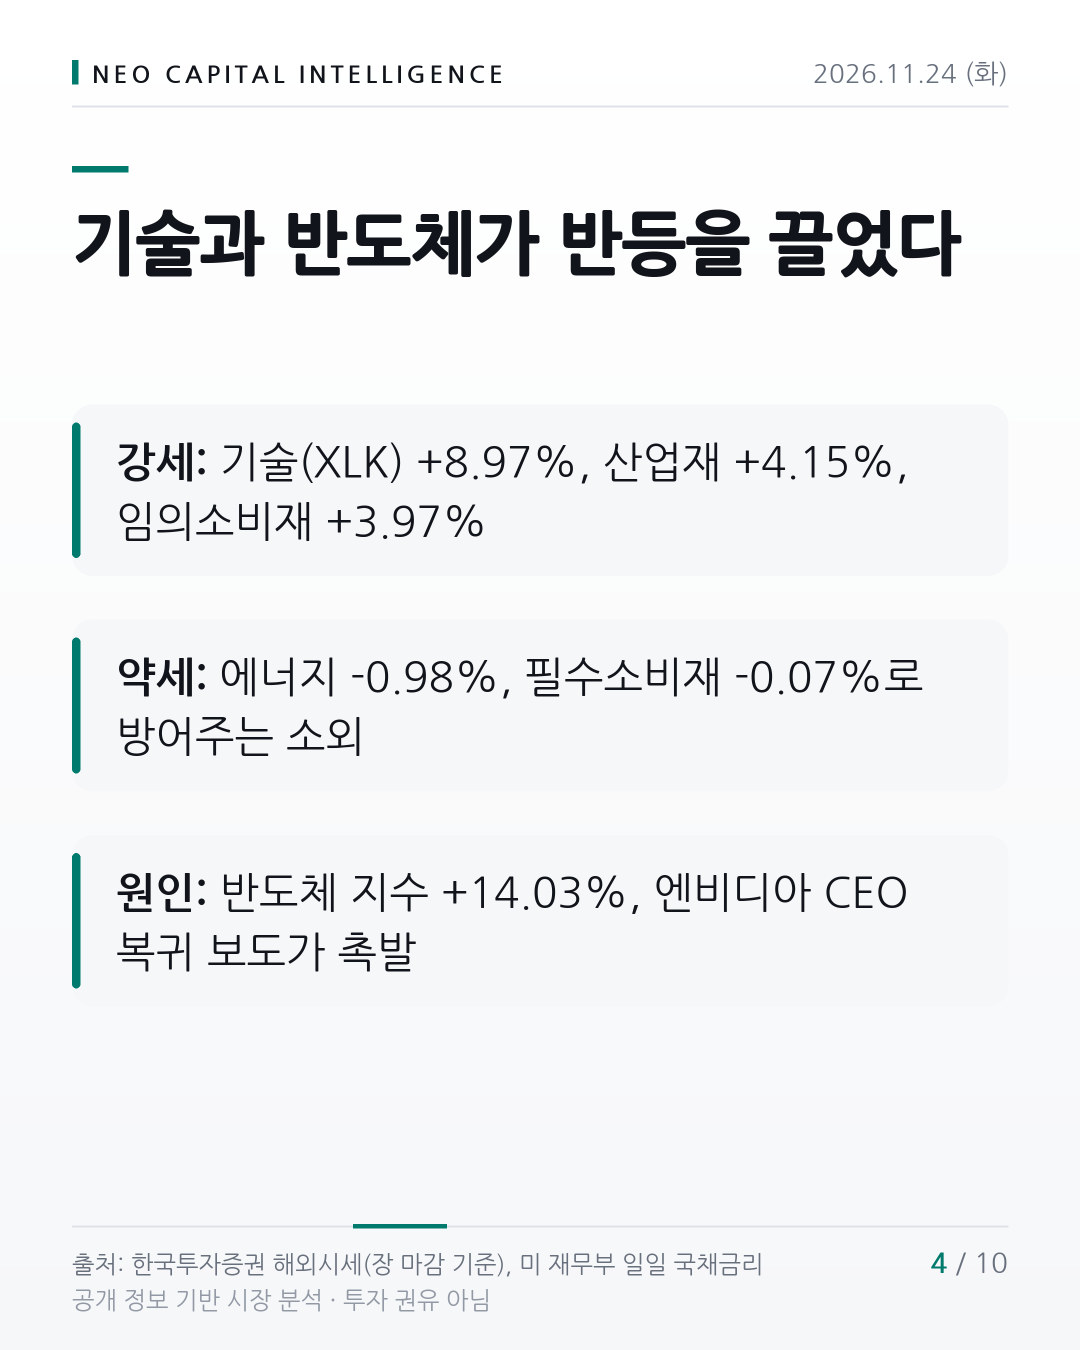 NEO CAPITAL INTELLIGENCE
2026.11.24 (화)
기술과 반도체가 반등을 끌었다
강세: 기술(XLK) +8.97%, 산업재 +4.15%,
임의소비재 +3.97%
약세: 에너지 -0.98%, 필수소비재 -0.07%로
방어주는 소외
원인: 반도체 지수 +14.03%, 엔비디아 CEO
복귀 보도가 촉발
출처: 한국투자증권 해외시세(장 마감 기준), 미 재무부 일일 국채금리
4 / 10
공개 정보 기반 시장 분석 · 투자 권유 아님